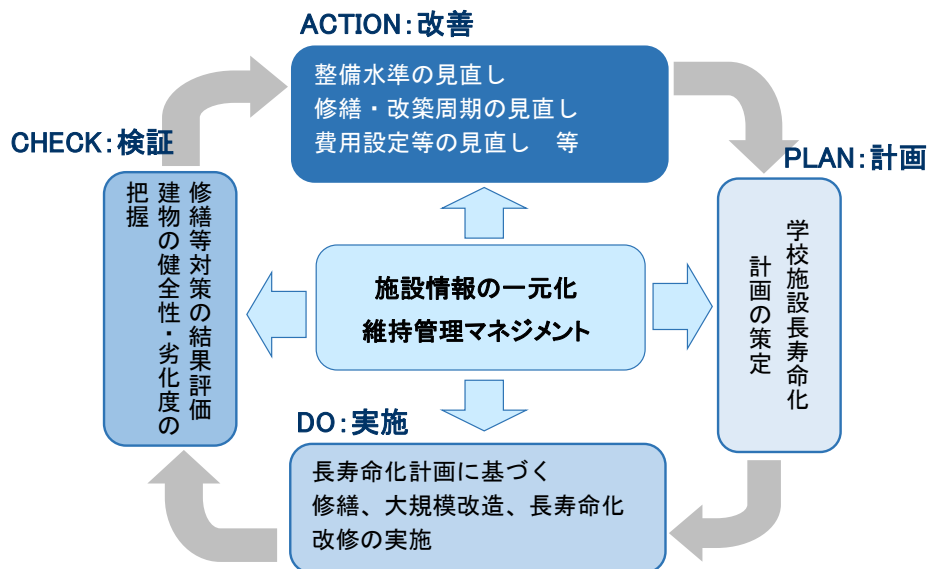 ACTION:改善
整備水準の見直し
修繕・改築周期の見直し
費用設定等の見直し　等
PLAN:計画
学校施設長寿命化
計画の策定
DO:実施
長寿命化計画に基づく
修繕、大規模改造、長寿命化
改修の実施
CHECK:検証
修繕等対策の結果評価
建物の健全性・劣化度の
把握
施設情報の一元化
維持管理マネジメント